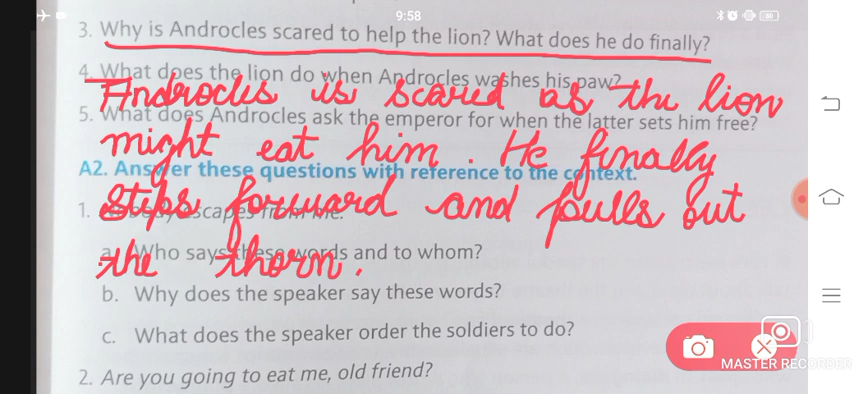 9:58
3. Why is Androcles scared to help the lion? What does he do finally?
4. What does the lion do when Androcles washes his paw?
Androcles is scared as the lion
5. What does Androcles ask the emperor for when the latter sets him free?
might eat him. He finally
A2. Answer these questions with reference to the context.
steps forward and pulls out
1. escapes from me.
a. Who says these words and to whom?
the thorn.
b. Why does the speaker say these words?
c. What does the speaker order the soldiers to do?
MASTER RECORDER
2. Are you going to eat me, old friend?